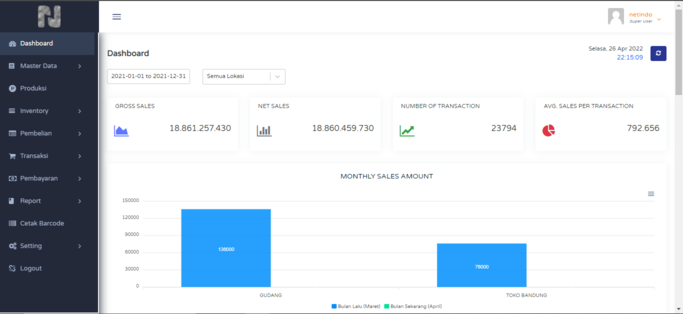 netindo
Super User
Dashboard
Master Data
Produksi
Inventory
Pembelian
Transaksi
Pembayaran
Report
Cetak Barcode
Setting
Logout
Dashboard
Selasa, 26 Apr 2022
22:15:09
2021-01-01 to 2021-12-31
Semua Lokasi
GROSS SALES
18.861.257.430
NET SALES
18.860.459.730
NUMBER OF TRANSACTION
23794
AVG. SALES PER TRANSACTION
792.656
MONTHLY SALES AMOUNT
150000
120000
90000
60000
30000
0
136000
76000
GUDANG
TOKO BANDUNG
Bulan Lalu (Maret)
Bulan Sekarang (April)